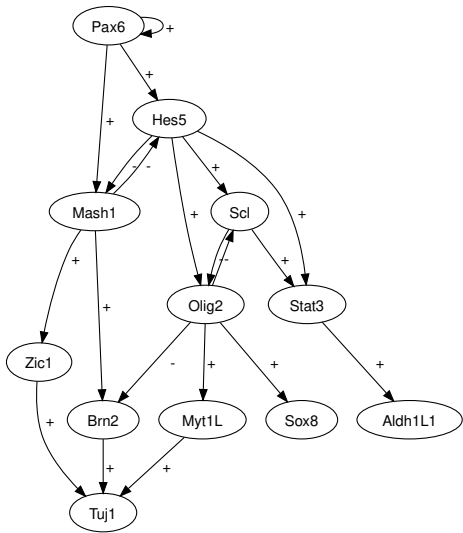 Pax6
+
+
+
Hes5
- -
+
+
+
Mash1
Scl
+
+
--
+
Olig2
Stat3
Zic1
-
+
+
+
Brn2
Myt1L
Sox8
Aldh1L1
+
+
+
Tuj1